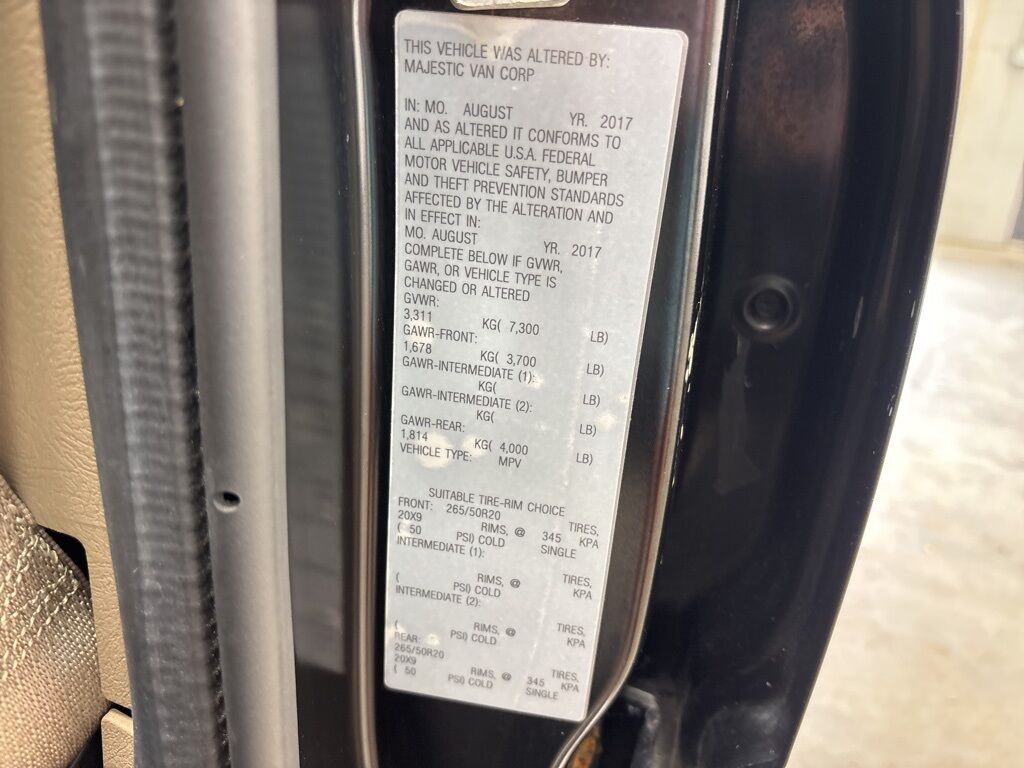 THIS VEHICLE WAS ALTERED BY:
MAJESTIC VAN CORP
IN: MO. AUGUST YR. 2017
AND AS ALTERED IT CONFORMS TO
ALL APPLICABLE U.S.A. FEDERAL
MOTOR VEHICLE SAFETY, BUMPER
AND THEFT PREVENTION STANDARDS
AFFECTED BY THE ALTERATION AND
IN EFFECT IN:
MO. AUGUST YR. 2017
COMPLETE BELOW IF GVWR,
GAWR, OR VEHICLE TYPE IS
CHANGED OR ALTERED
GVWR:
3,311 KG( 7,300 LB)
GAWR-FRONT:
1,678 KG( 3,700 LB)
GAWR-INTERMEDIATE (1):
KG( LB)
GAWR-INTERMEDIATE (2):
KG( LB)
GAWR-REAR:
1,814 KG( 4,000 LB)
VEHICLE TYPE: MPV
SUITABLE TIRE-RIM CHOICE
FRONT: 265/50R20 TIRES,
20X9 RIMS, @ 345 KPA
( 50 PSI) COLD SINGLE
INTERMEDIATE (1):
TIRES,
RIMS, @ KPA
( PSI) COLD
INTERMEDIATE (2):
TIRES,
RIMS, @ KPA
( PSI) COLD
REAR:
265/50R20 TIRES,
20X9 RIMS, @ 345 KPA
( 50 PSI) COLD SINGLE